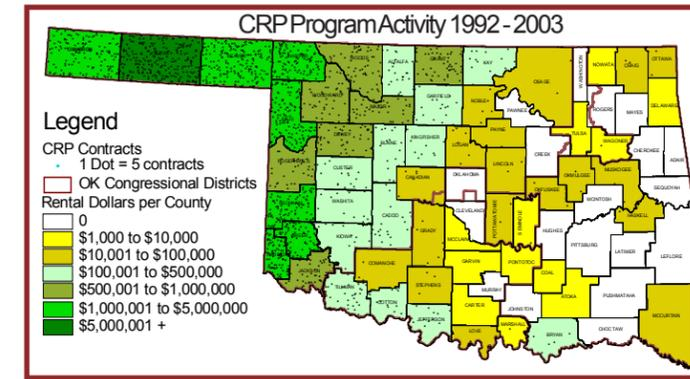 CRP Program Activity 1992 - 2003
Legend
CRP Contracts
1 Dot = 5 contracts
OK Congressional Districts
Rental Dollars per County
0
$1,000 to $10,000
$10,001 to $100,000
$100,001 to $500,000
$500,001 to $1,000,000
$1,000,001 to $5,000,000
$5,000,001 +
ALFALFA
GRANT
KAY
OSAGE
WASHINGTON
NOWATA
CRAIG
OTTAWA
GARFIELD
NOBLE
PAWNEE
ROGERS
MAYES
DELAWARE
KINGFISHER
LOGAN
PAYNE
CREEK
TULSA
WAGONER
CHEROKEE
ADAIR
CUSTER
CANADIAN
OKLAHOMA
LINCOLN
OKMULGEE
MUSKOGEE
SEQUOYAH
WASHITA
CADDO
CLEVELAND
POTTAWATOMIE
SEMINOLE
OKFUSKEE
MCINTOSH
HASKELL
KIOWA
GRADY
MCCLAIN
HUGHES
PITTSBURG
LATIMER
LEFLORE
JACKSON
COMANCHE
GARVIN
PONTOTOC
COAL
TILLMAN
COTTON
STEPHENS
MURRAY
JOHNSTON
ATOKA
PUSHMATAHA
MCCURTAIN
JEFFERSON
CARTER
LOVE
MARSHALL
BRYAN
CHOCTAW